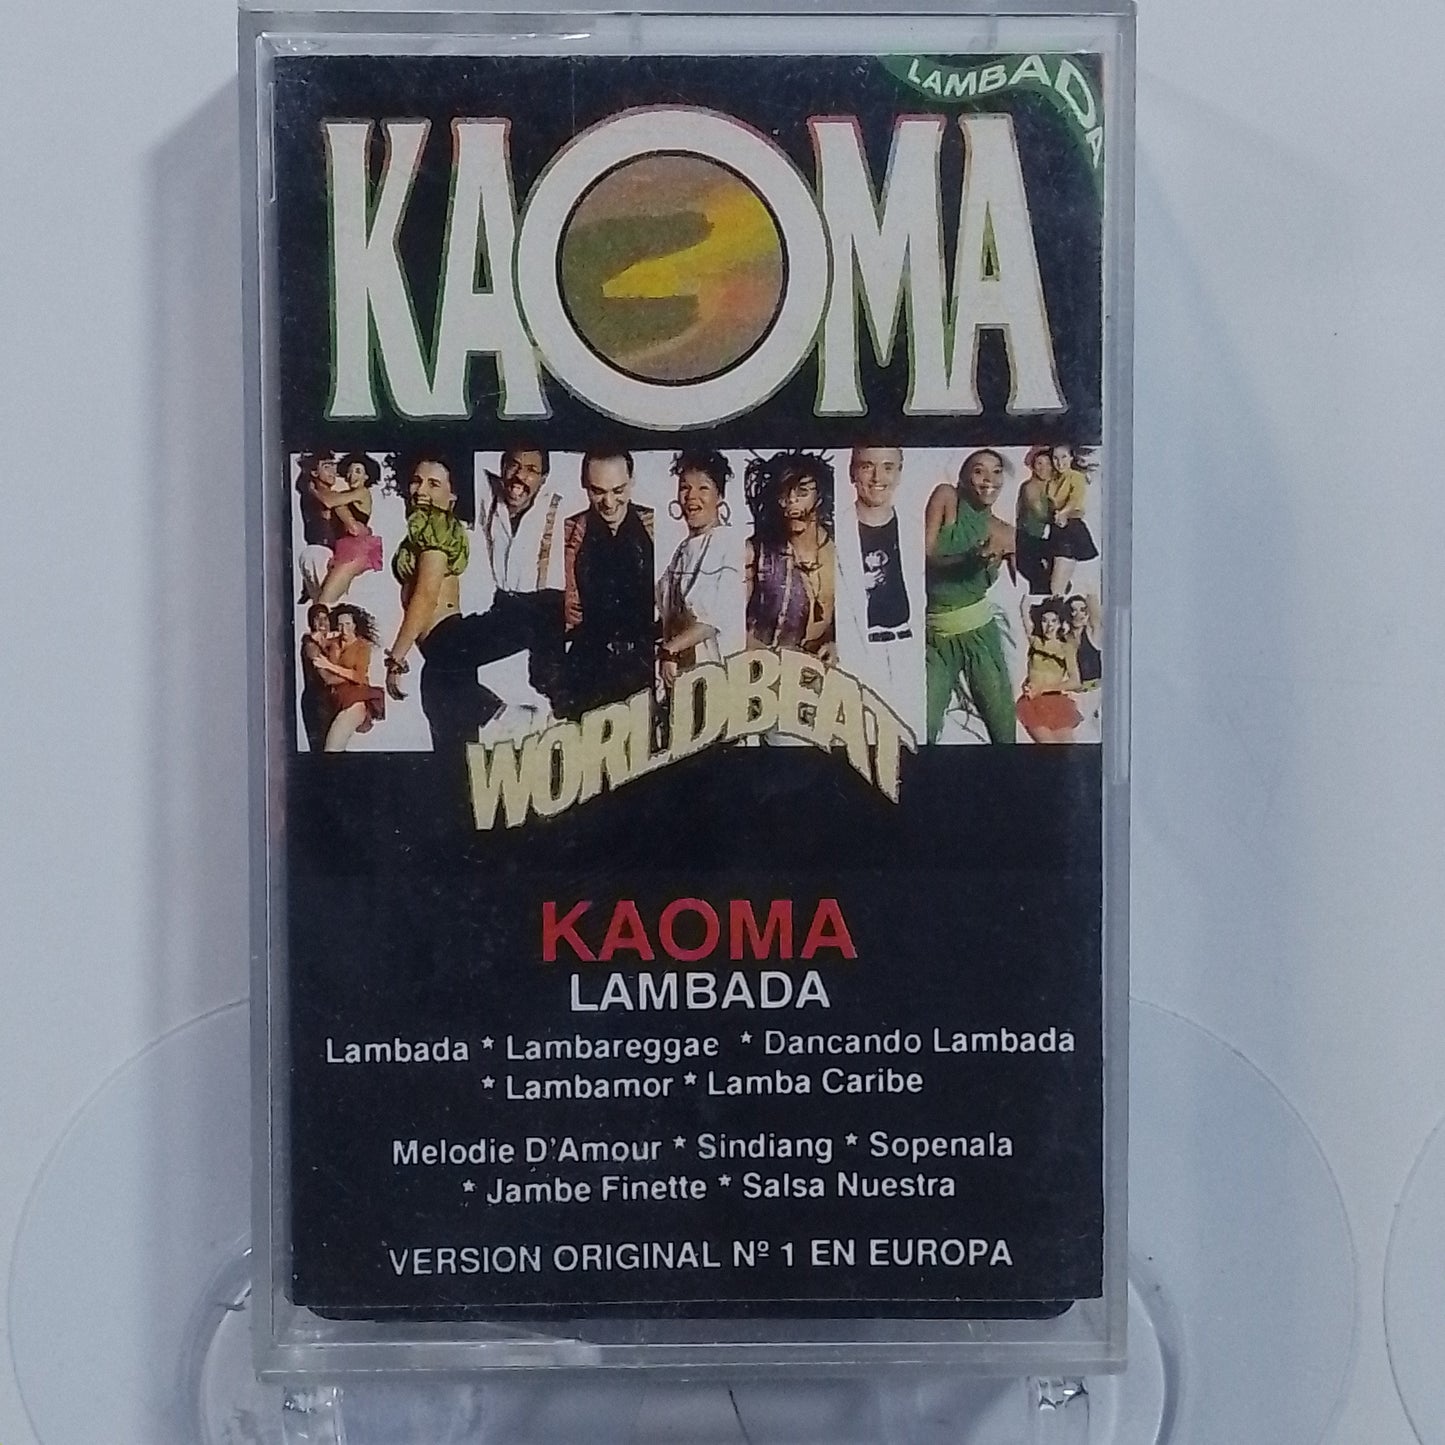 LAMBADA
KAOMA
WORLDBEAT
KAOMA
LAMBADA
Lambada * Lambareggae * Dancando Lambada
* Lambamor * Lamba Caribe
Melodie D'Amour * Sindiang * Sopenala
* Jambe Finette * Salsa Nuestra
VERSION ORIGINAL Nº 1 EN EUROPA